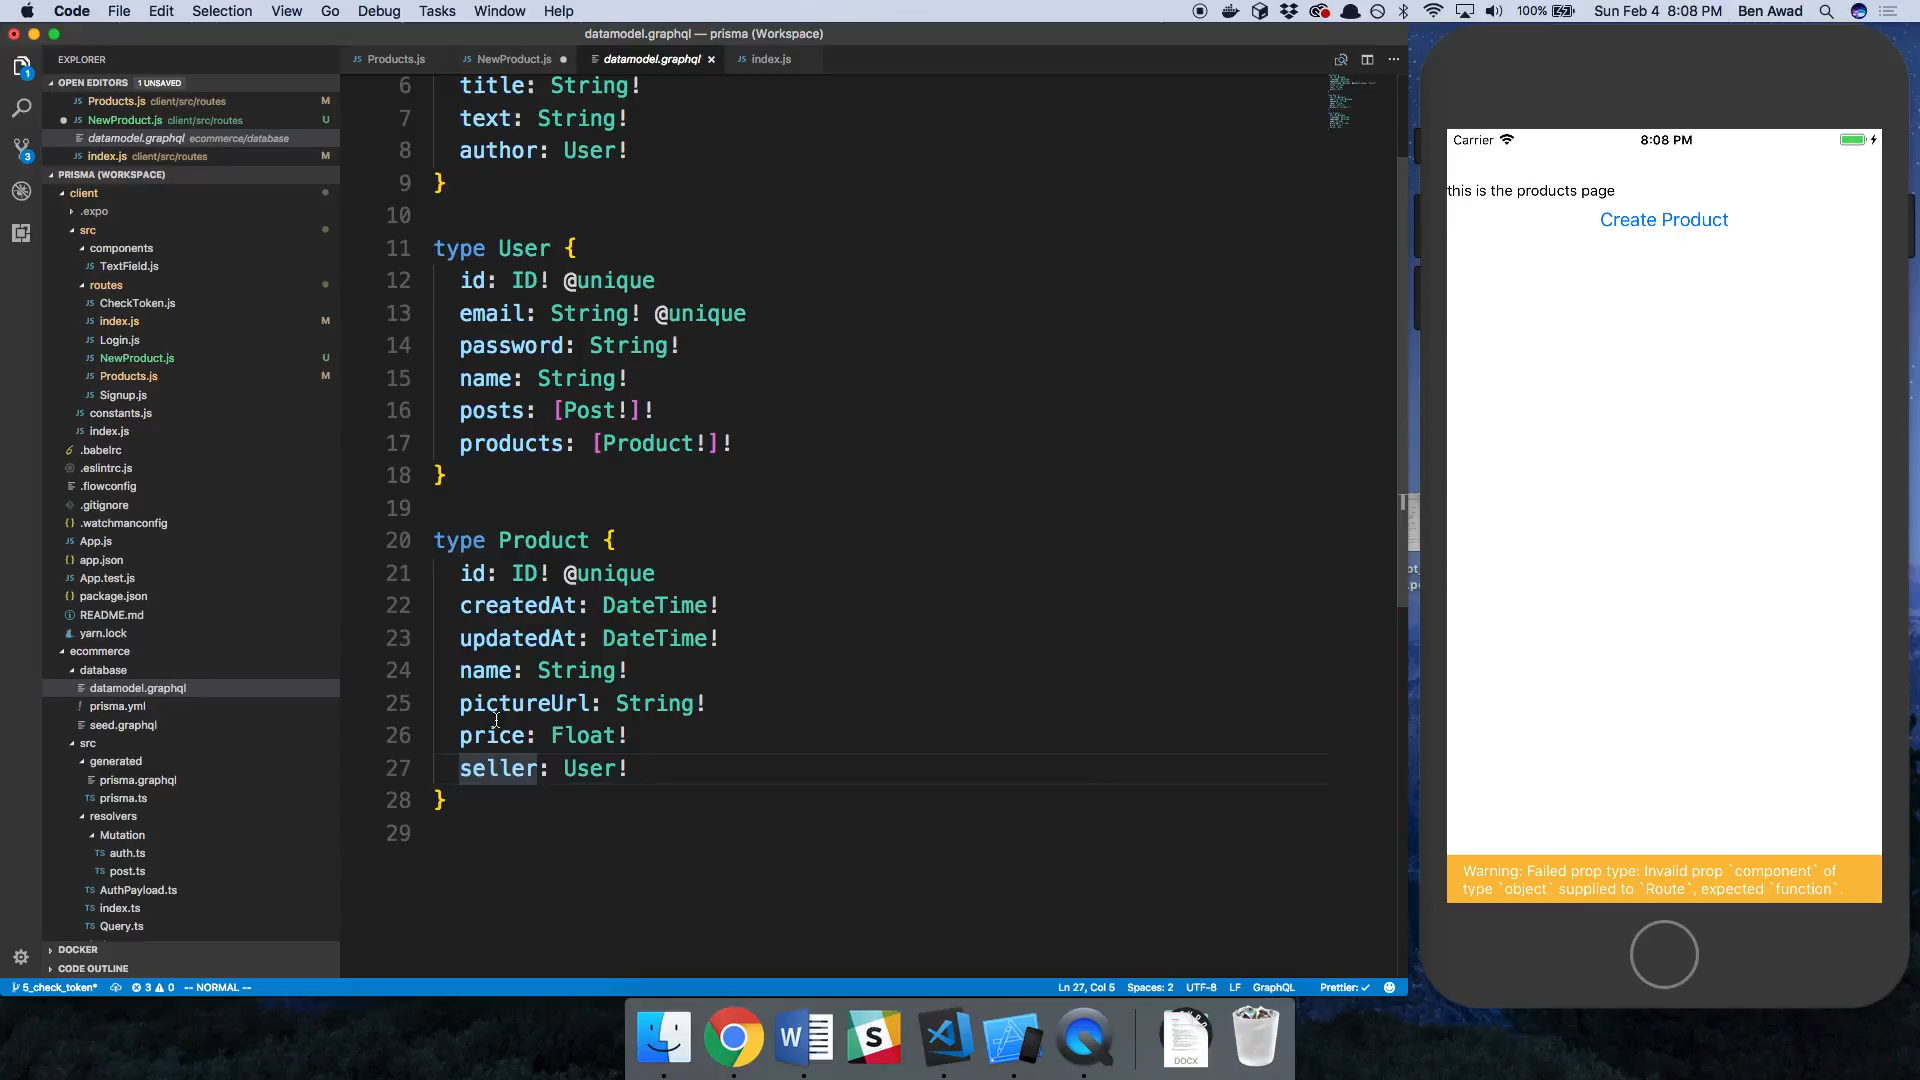 Code File Edit Selection View Go Debug Tasks Window Help
100% Sun Feb 4 8:08 PM Ben Awad
datamodel.graphql — prisma (Workspace)
EXPLORER
OPEN EDITORS 1 UNSAVED
Products.js client/src/routes M
NewProduct.js client/src/routes U
datamodel.graphql ecommerce/database
index.js client/src/routes M
PRISMA (WORKSPACE)
client
.expo
src
components
TextField.js
routes
CheckToken.js
index.js M
Login.js
NewProduct.js U
Products.js M
Signup.js
constants.js
index.js
.babelrc
.eslintrc.js
.flowconfig
.gitignore
.watchmanconfig
App.js
app.json
App.test.js
package.json
README.md
yarn.lock
ecommerce
database
datamodel.graphql
prisma.yml
seed.graphql
src
generated
prisma.graphql
prisma.ts
resolvers
Mutation
auth.ts
post.ts
AuthPayload.ts
index.ts
Query.ts
DOCKER
CODE OUTLINE
Products.js NewProduct.js datamodel.graphql index.js
6 title: String!
7 text: String!
8 author: User!
9 }
10
11 type User {
12 id: ID! @unique
13 email: String! @unique
14 password: String!
15 name: String!
16 posts: [Post!]!
17 products: [Product!]!
18 }
19
20 type Product {
21 id: ID! @unique
22 createdAt: DateTime!
23 updatedAt: DateTime!
24 name: String!
25 pictureUrl: String!
26 price: Float!
27 seller: User!
28 }
29
5_check_token* 3 0 -- NORMAL --
Ln 27, Col 5 Spaces: 2 UTF-8 LF GraphQL Prettier: ✓
Carrier 8:08 PM
this is the products page
Create Product
Warning: Failed prop type: Invalid prop `component` of
type `object` supplied to `Route`, expected `function`.
DOCX